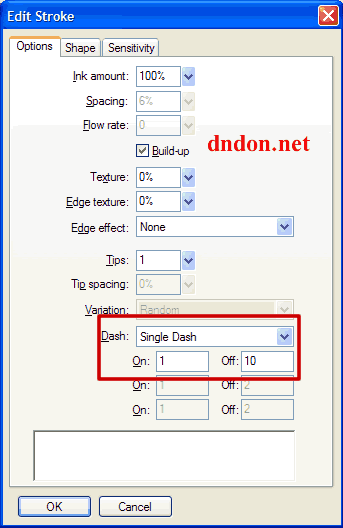 Edit Stroke
Options Shape Sensitivity
Ink amount: 100%
Spacing: 6%
Flow rate: 0
Build-up
dndon.net
Texture: 0%
Edge texture: 0%
Edge effect: None
Tips: 1
Tip spacing: 0%
Variation: Random
Dash: Single Dash
On: 1 Off: 10
On: 1 Off: 2
On: 1 Off: 2
OK Cancel